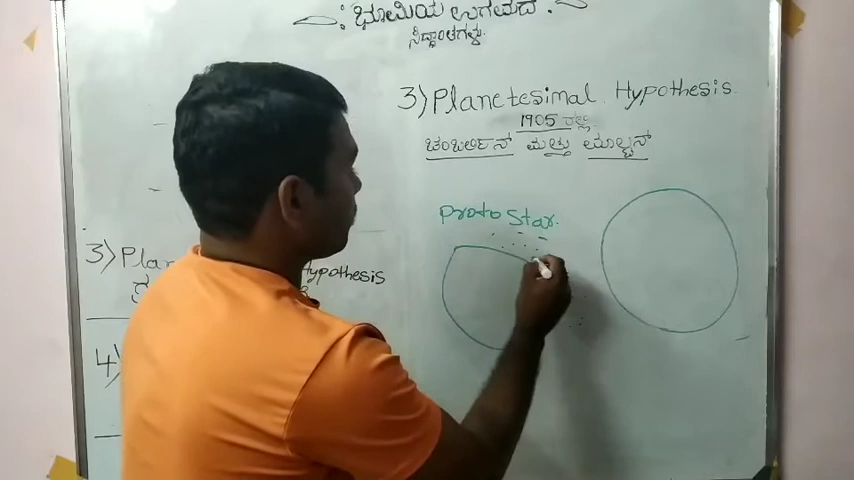 : ಭೂಮಿಯ ಉಗಮದ .
ಸಿದ್ಧಾಂತಗಳು.
3) Planetesimal Hypothesis.
1905 ರಲ್ಲಿ
ಚಂಬರ್ಲಿನ್ ಮತ್ತು ಮೊಲ್ಟನ್
Proto Star.
3) Plan Hypothesis
4)